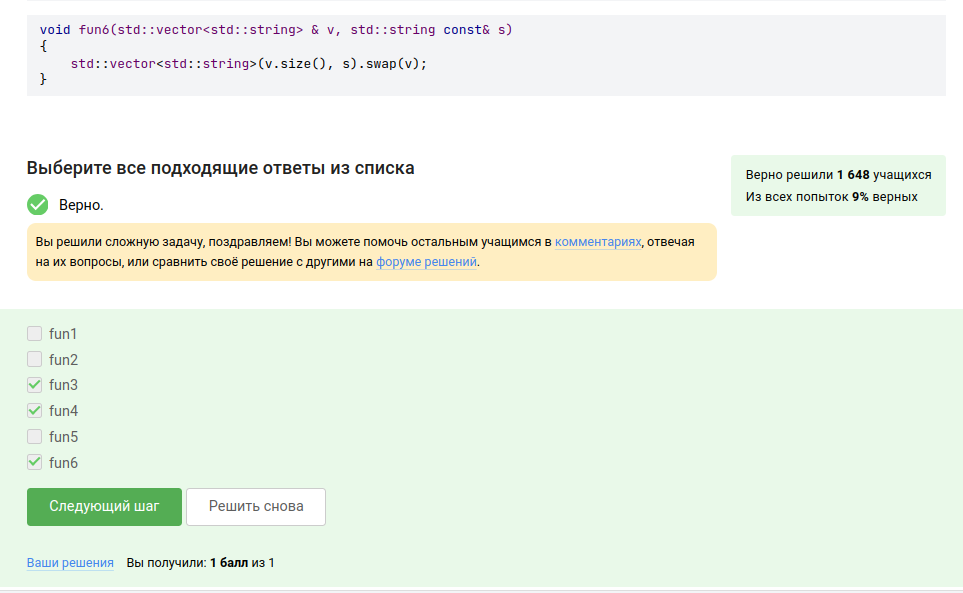 void fun6(std::vector<std::string> & v, std::string const& s)
{
    std::vector<std::string>(v.size(), s).swap(v);
}
Выберите все подходящие ответы из списка
Верно решили 1 648 учащихся
Из всех попыток 9% верных
Верно.
Вы решили сложную задачу, поздравляем! Вы можете помочь остальным учащимся в комментариях, отвечая
на их вопросы, или сравнить своё решение с другими на форуме решений.
fun1
fun2
fun3
fun4
fun5
fun6
Следующий шаг
Решить снова
Ваши решения Вы получили: 1 балл из 1